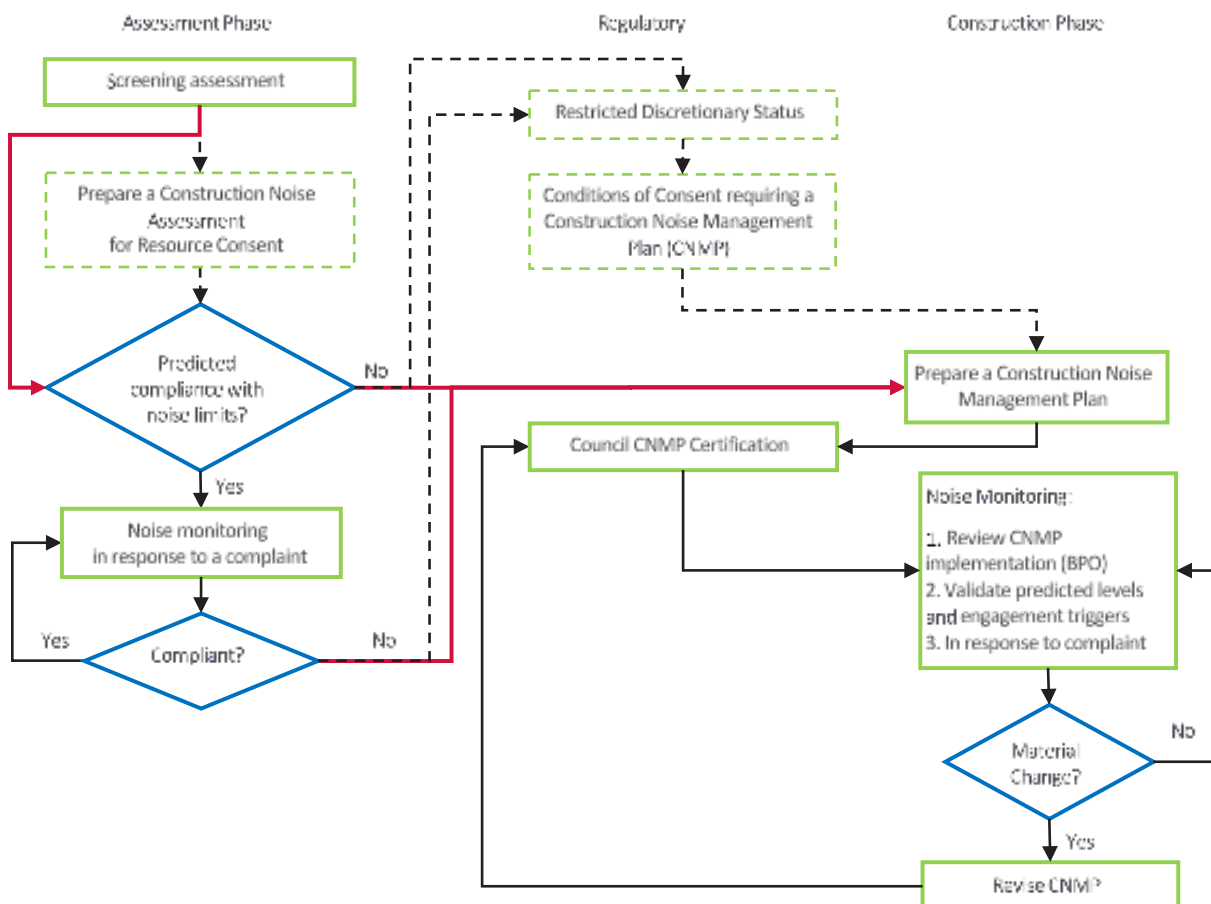 Assessment Phase
Regulatory
Construction Phase
Screening assessment
Restricted Discretionary Status
Prepare a Construction Noise
Assessment
for Resource Consent
Conditions of Consent requiring a
Construction Noise Management
Plan (CNMP)
Predicted
compliance with
noise limits?
No
Yes
Prepare a Construction Noise
Management Plan
Council CNMP Certification
Noise monitoring
in response to a complaint
Compliant?
Yes
No
Noise Monitoring:
1. Review CNMP
implementation (BPO)
2. Validate predicted levels
and engagement triggers
3. In response to complaint
Material
Change?
No
Yes
Revise CNMP